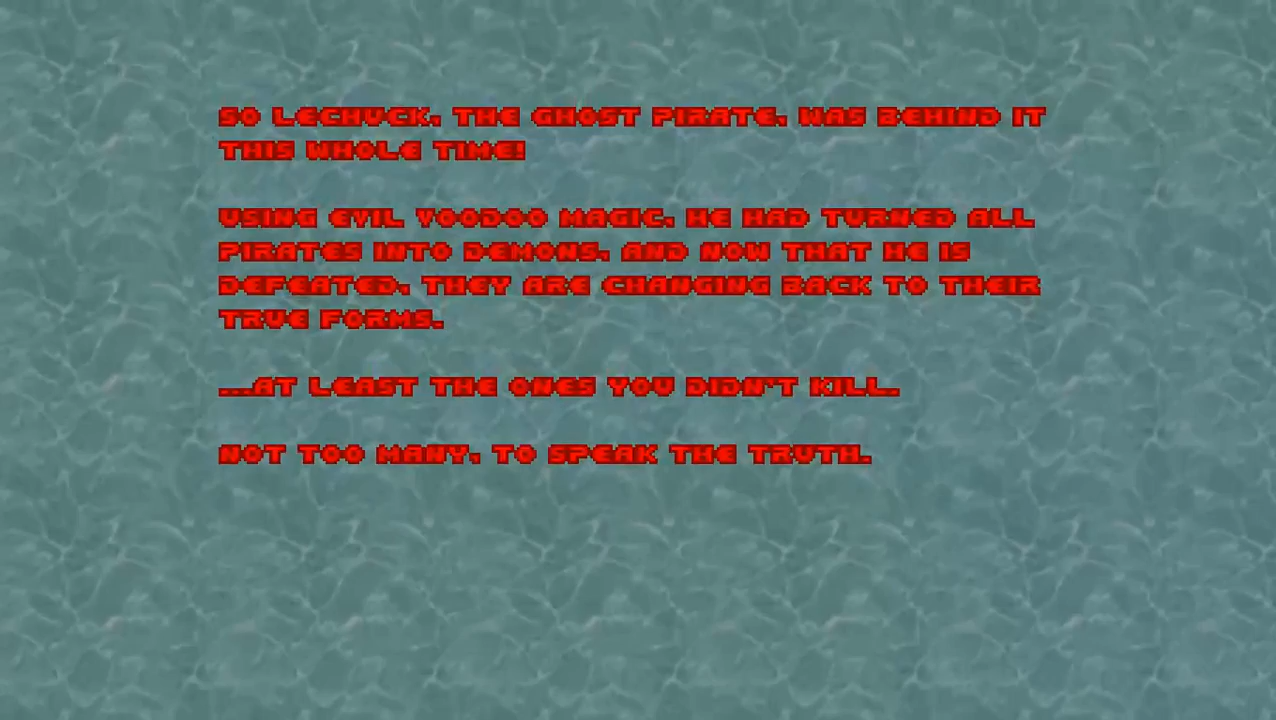 SO LECHUCK, THE GHOST PIRATE, WAS BEHIND IT
THIS WHOLE TIME!
USING EVIL VOODOO MAGIC, HE HAD TURNED ALL
PIRATES INTO DEMONS, AND NOW THAT HE IS
DEFEATED, THEY ARE CHANGING BACK TO THEIR
TRUE FORMS.
...AT LEAST THE ONES YOU DIDN'T KILL.
NOT TOO MANY, TO SPEAK THE TRUTH.